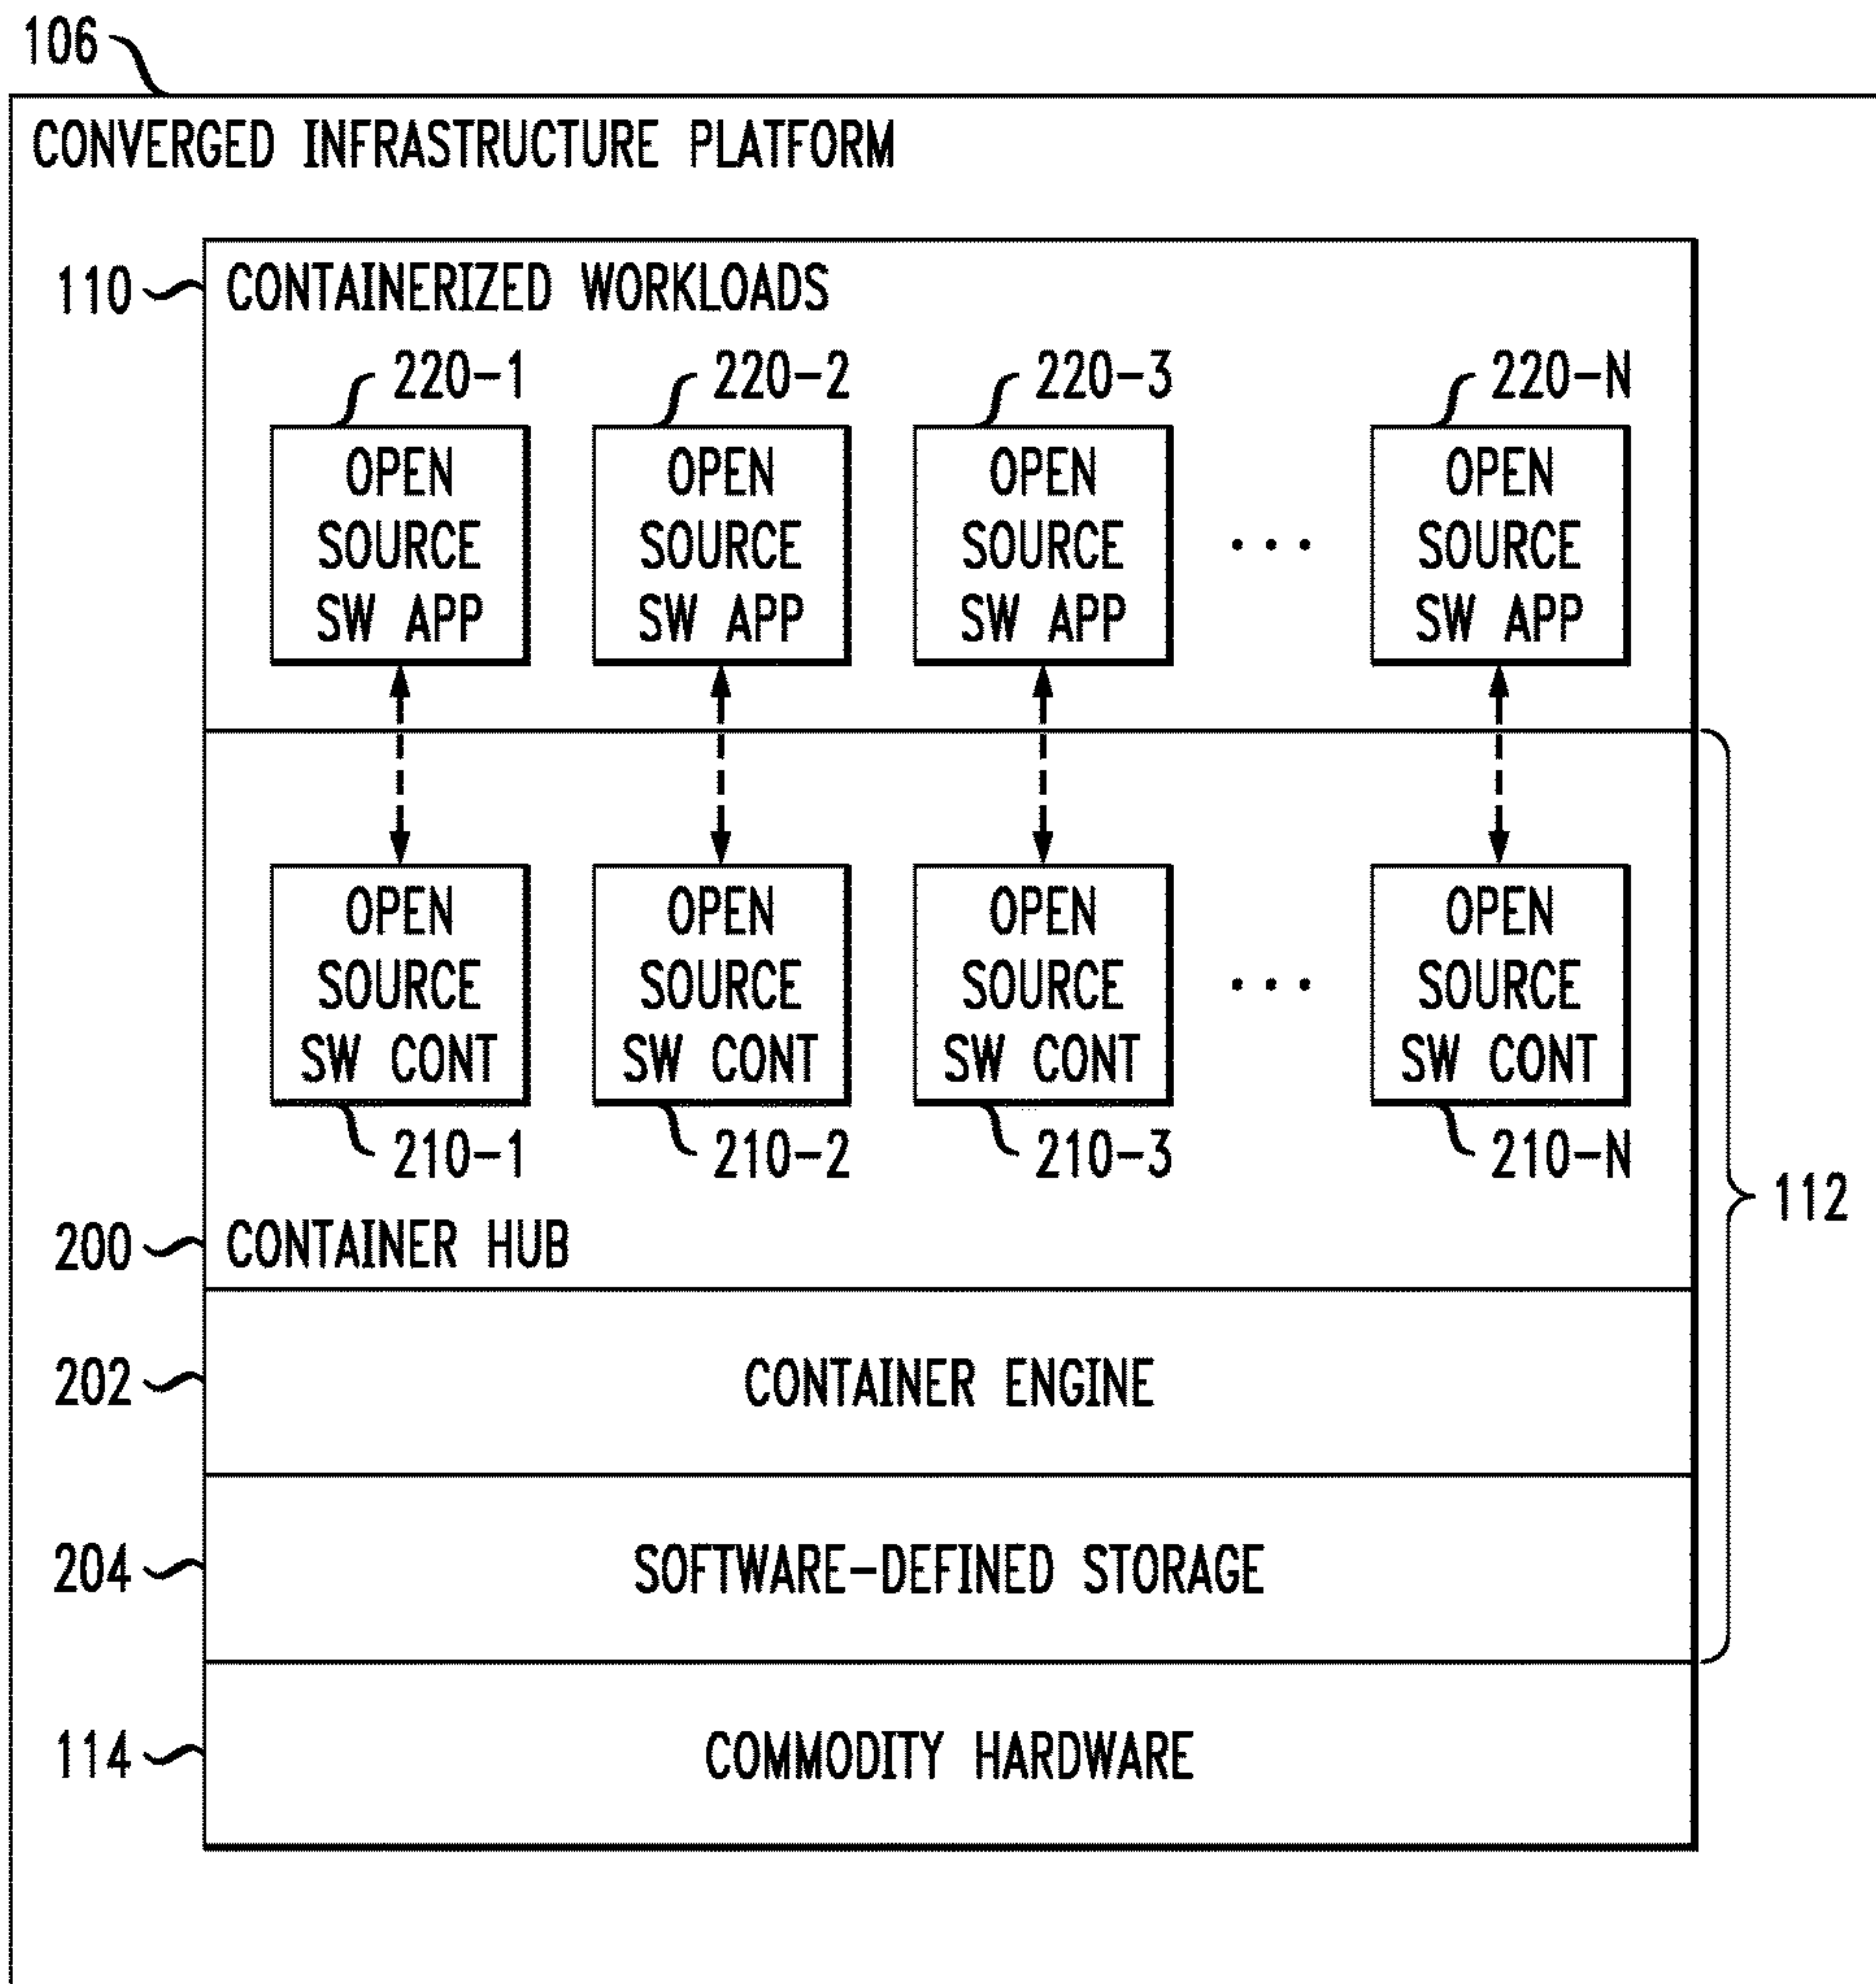 106
CONVERGED INFRASTRUCTURE PLATFORM
110
CONTAINERIZED WORKLOADS
220-1 220-2 220-3 220-N
OPEN OPEN OPEN OPEN
SOURCE SOURCE SOURCE ... SOURCE
SW APP SW APP SW APP SW APP
OPEN OPEN OPEN OPEN
SOURCE SOURCE SOURCE ... SOURCE
SW CONT SW CONT SW CONT SW CONT
210-1 210-2 210-3 210-N
112
200 CONTAINER HUB
202 CONTAINER ENGINE
204 SOFTWARE-DEFINED STORAGE
114 COMMODITY HARDWARE